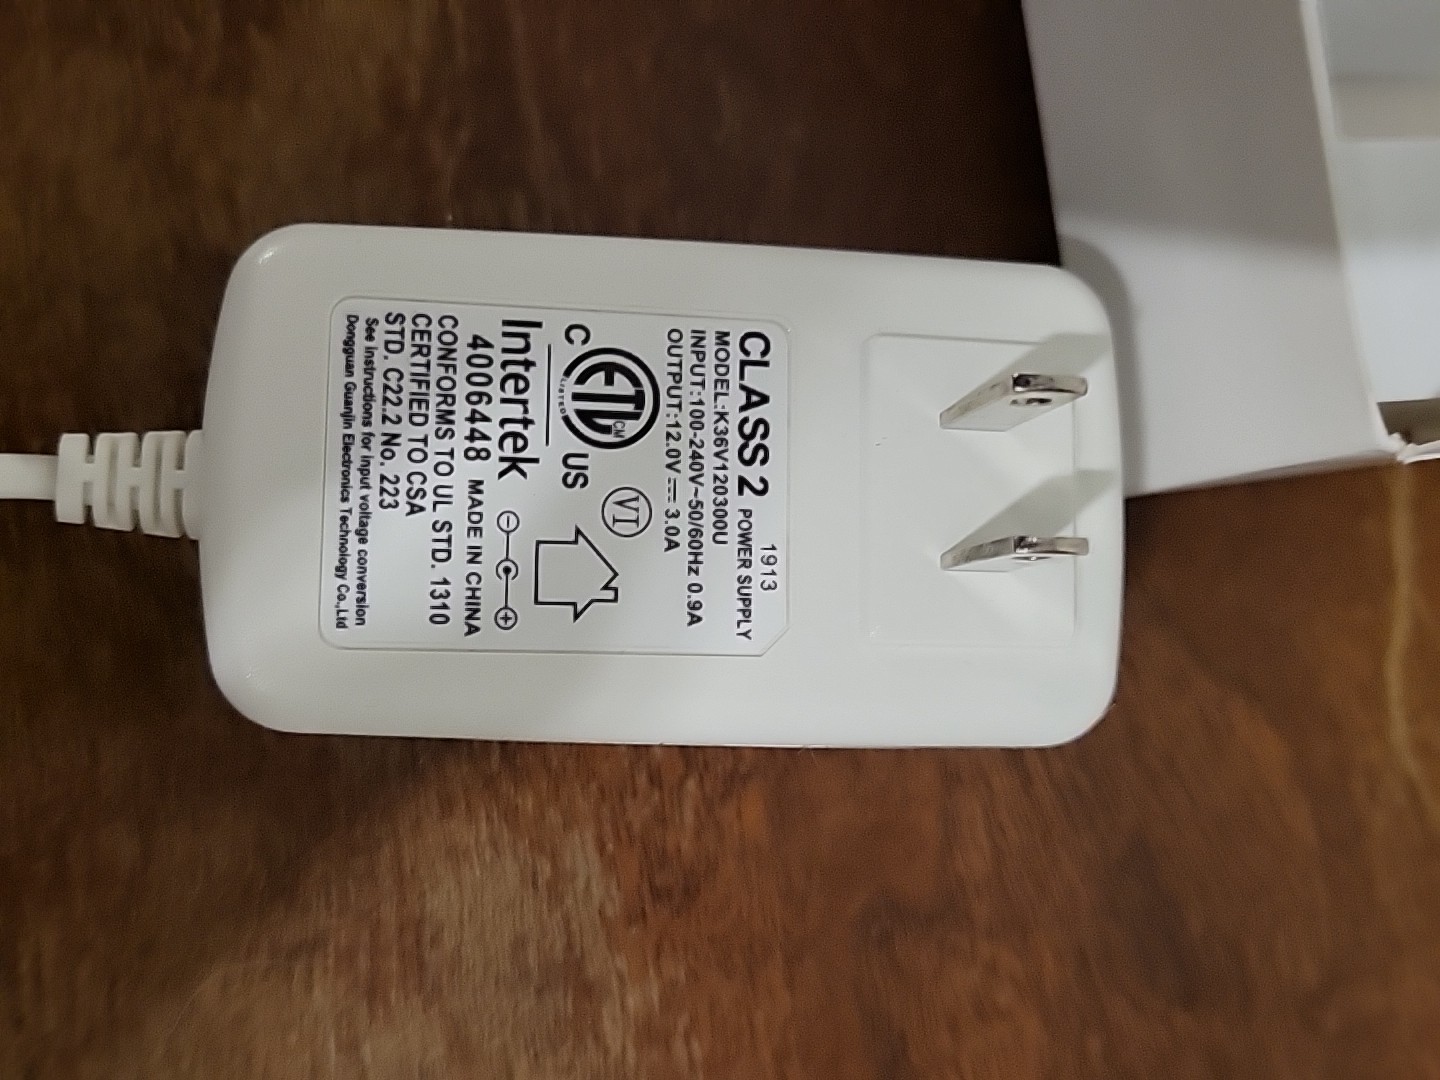 1913
CLASS 2 POWER SUPPLY
MODEL:K36V120300U
INPUT:100-240V~50/60Hz 0.9A
OUTPUT:12.0V⎓3.0A
VI
C ETL CM US
LISTED
Intertek
4006448 MADE IN CHINA
CONFORMS TO UL STD. 1310
CERTIFIED TO CSA
STD. C22.2 No. 223
See instructions for input voltage conversion
Dongguan Guanjin Electronics Technology Co.,Ltd